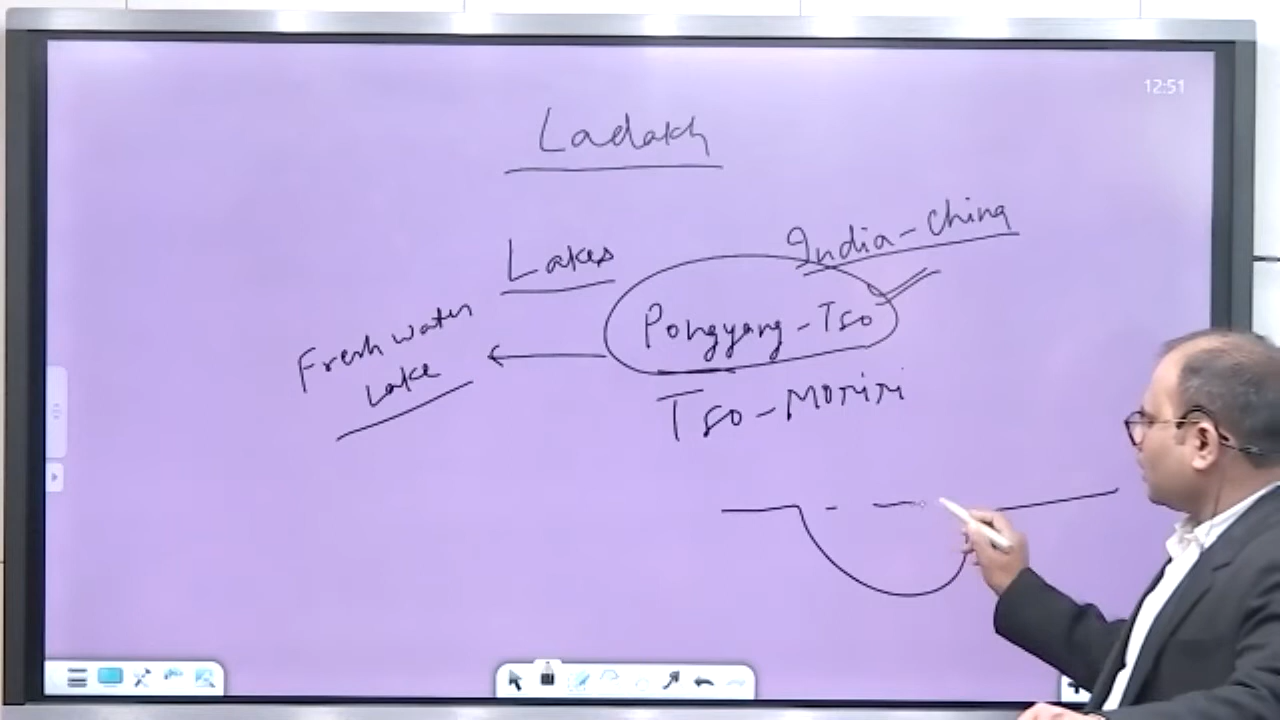 12:51
Ladakh
India-China
Lakes
Pongyang-Tso
Fresh water
Lake
Tso-Moriri